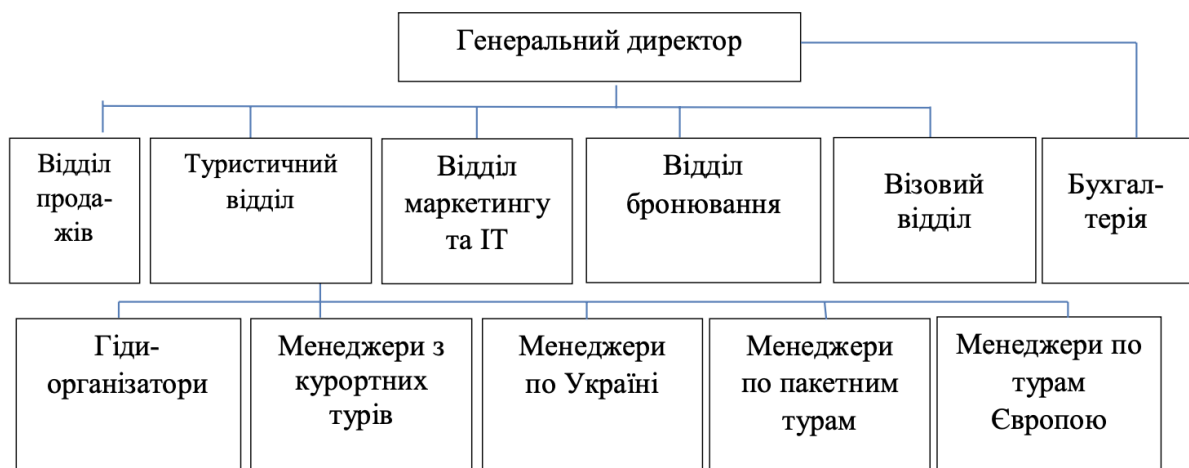 Генеральний директор
Відділ
прода-
жів
Туристичний
відділ
Відділ
маркетингу
та ІТ
Відділ
бронювання
Візовий
відділ
Бухгал-
терія
Гіди-
організатори
Менеджери з
курортних
турів
Менеджери
по Україні
Менеджери
по пакетним
турам
Менеджери по
турам
Європою